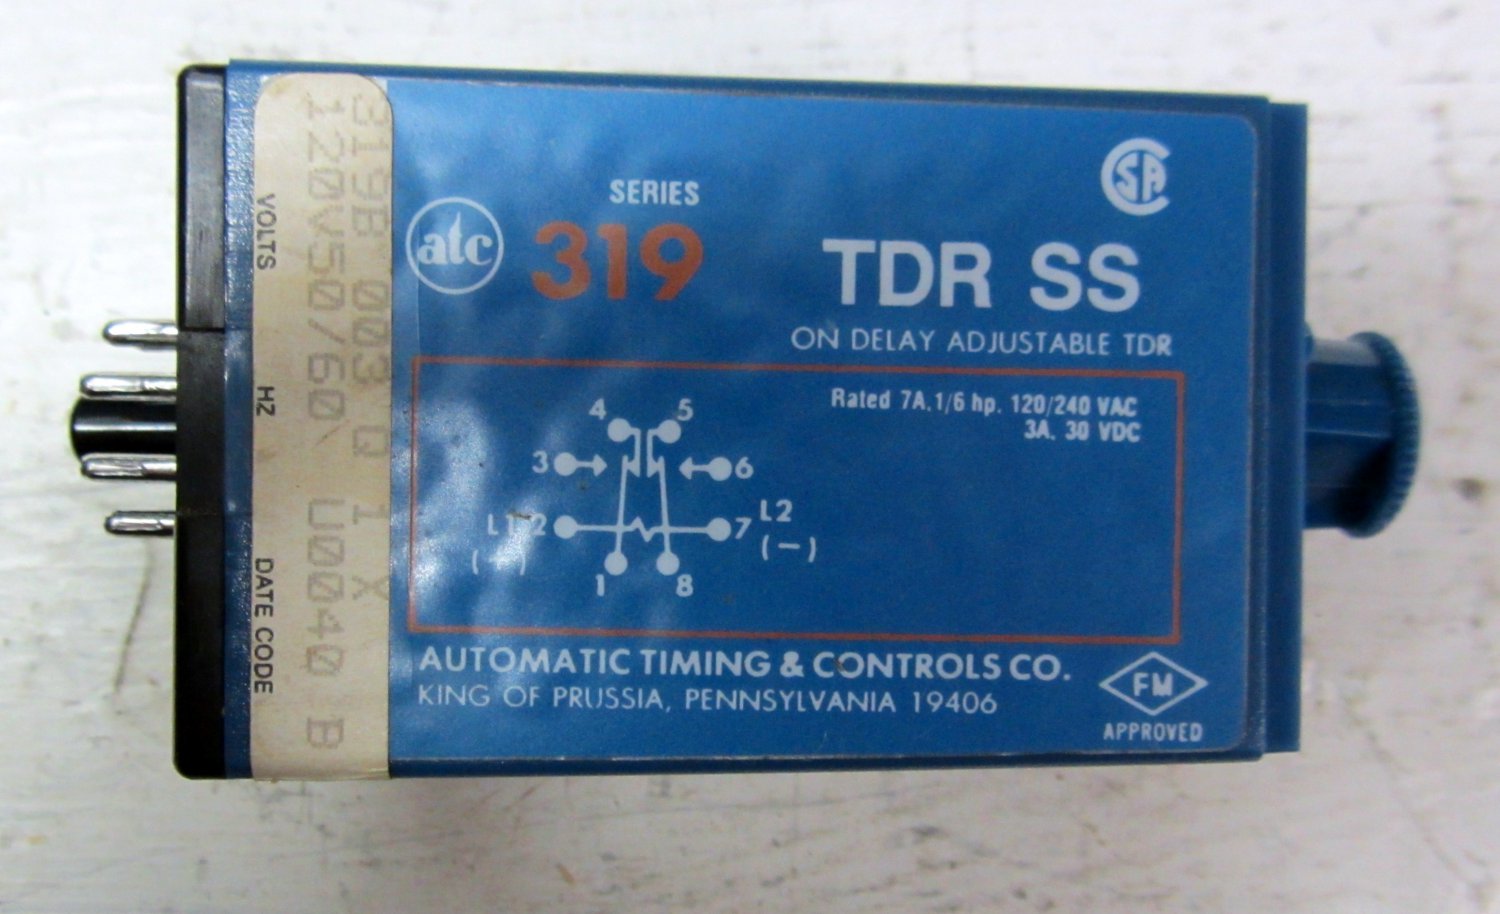 319B 003 Q 1 X
120V50/60\ U0040 B
VOLTS
HZ
DATE CODE
atc
SERIES
319
TDR SS
CSA
ON DELAY ADJUSTABLE TDR
Rated 7A.1/6 hp. 120/240 VAC
3A. 30 VDC
4 5
3 6
L1 2 7 L2
( ) (−)
1 8
AUTOMATIC TIMING & CONTROLS CO.
KING OF PRUSSIA, PENNSYLVANIA 19406
FM
APPROVED